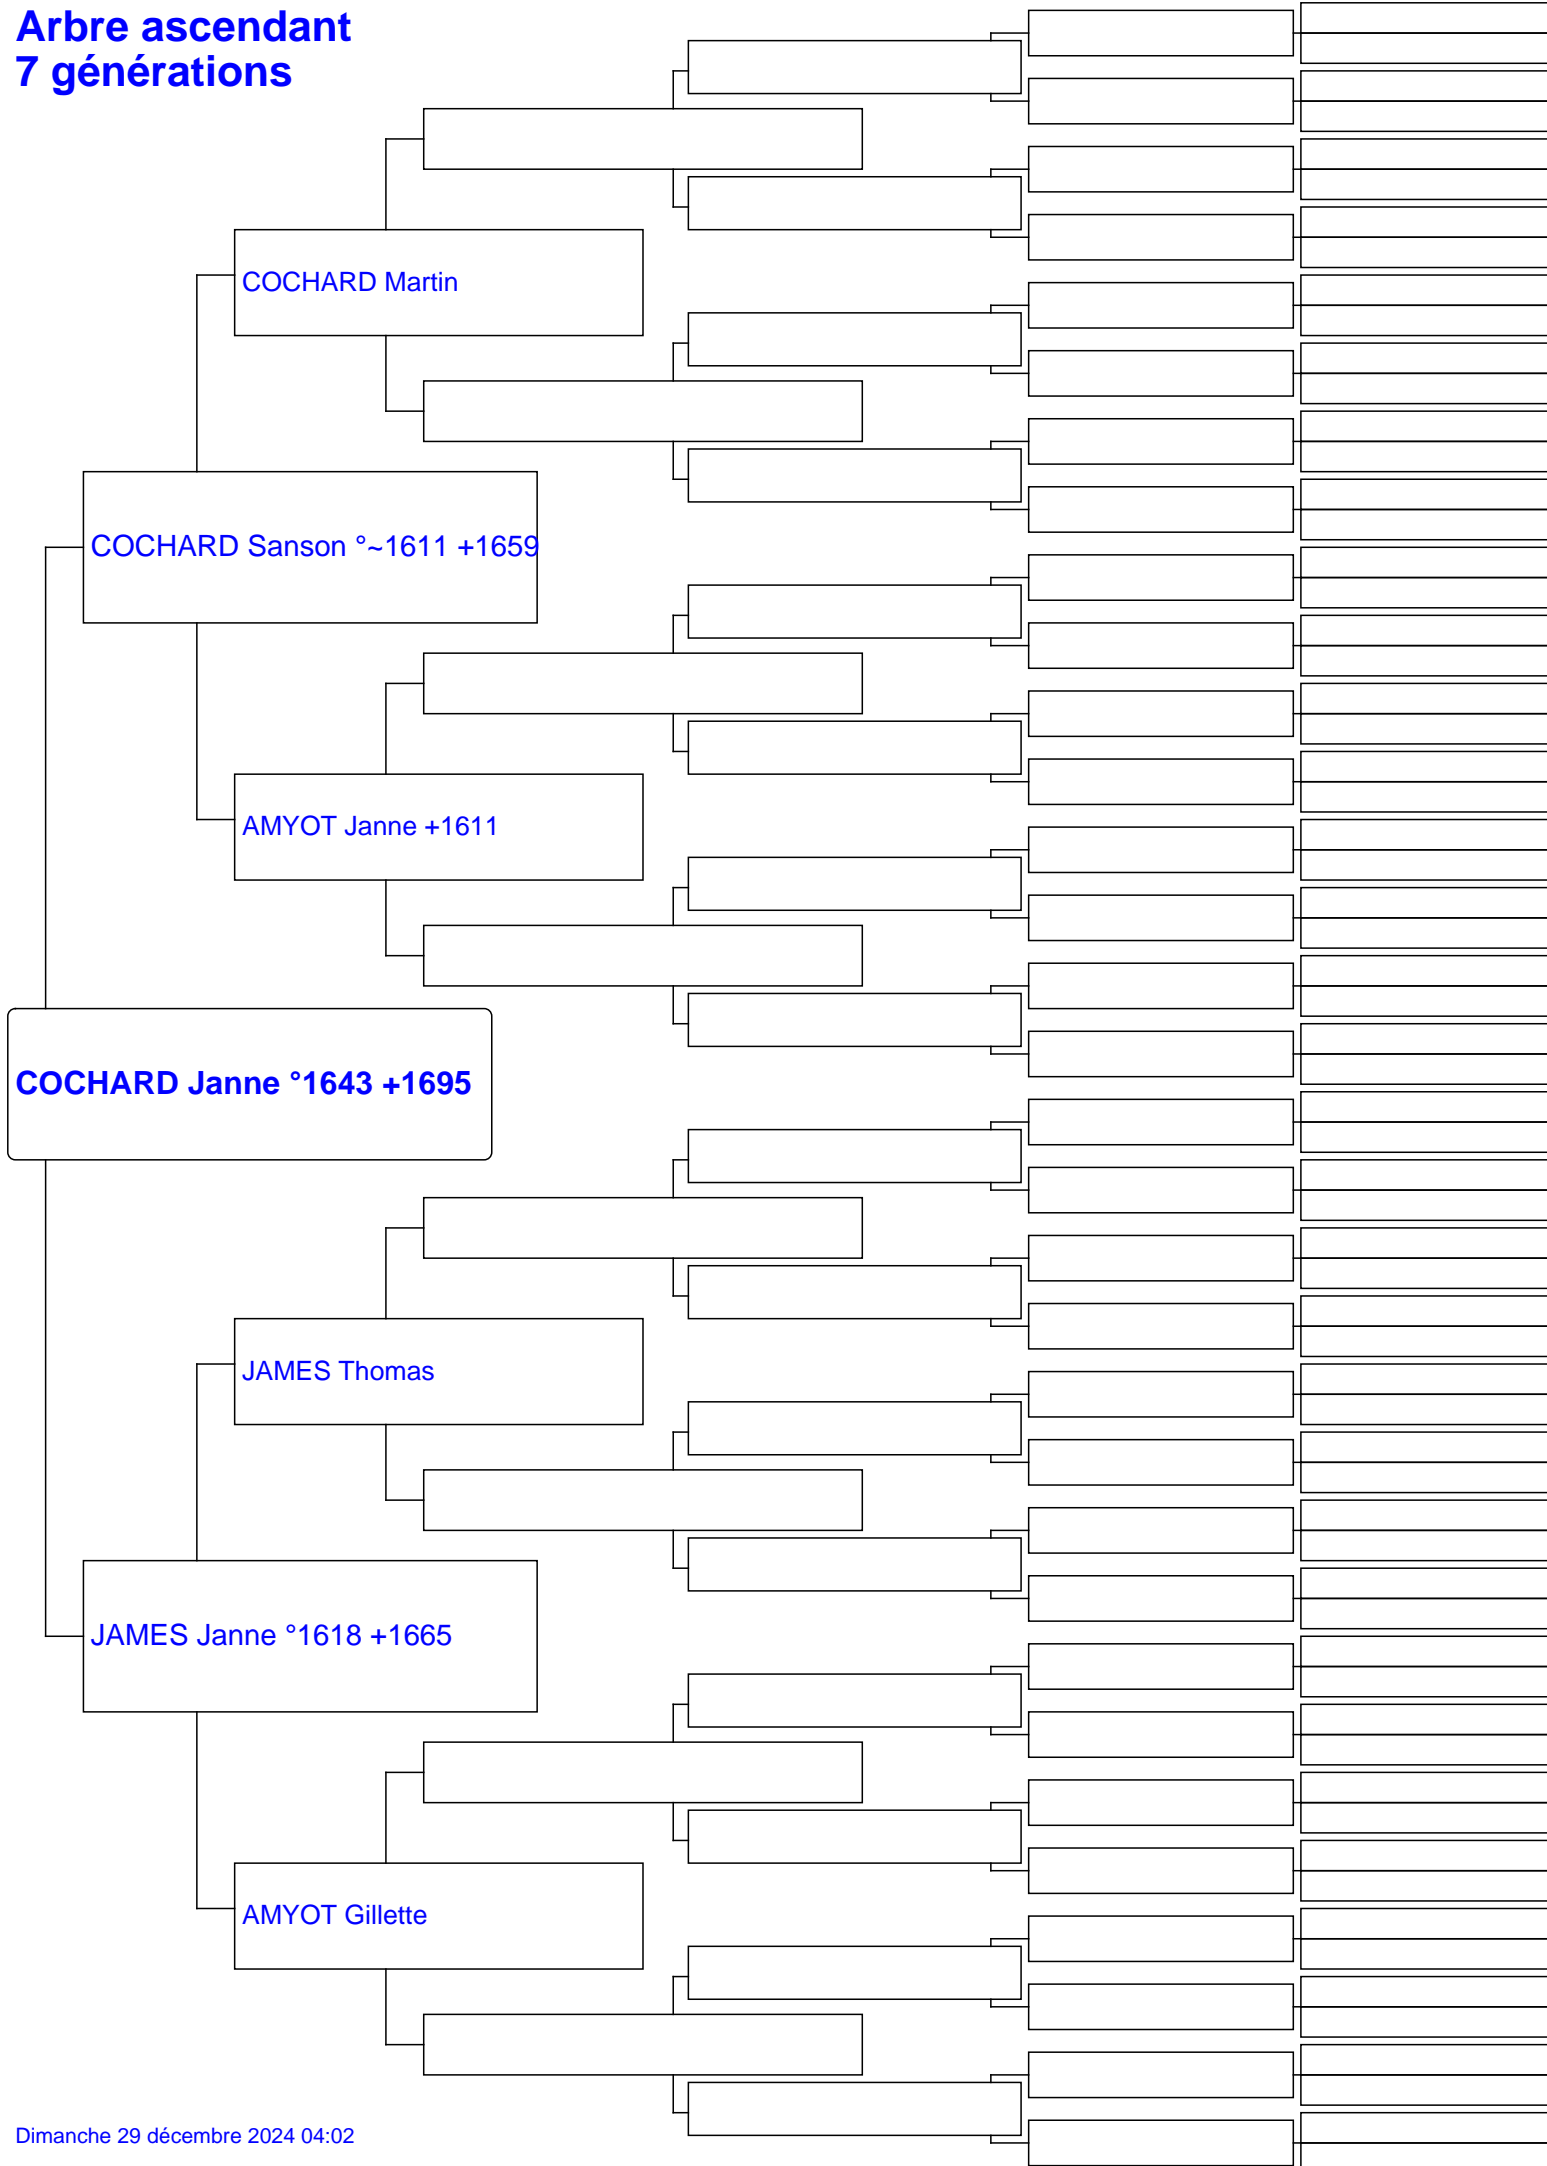 Arbre ascendant
7 générations
COCHARD Martin
COCHARD Sanson °~1611 +1659
AMYOT Janne +1611
COCHARD Janne °1643 +1695
JAMES Thomas
JAMES Janne °1618 +1665
AMYOT Gillette
Dimanche 29 décembre 2024 04:02